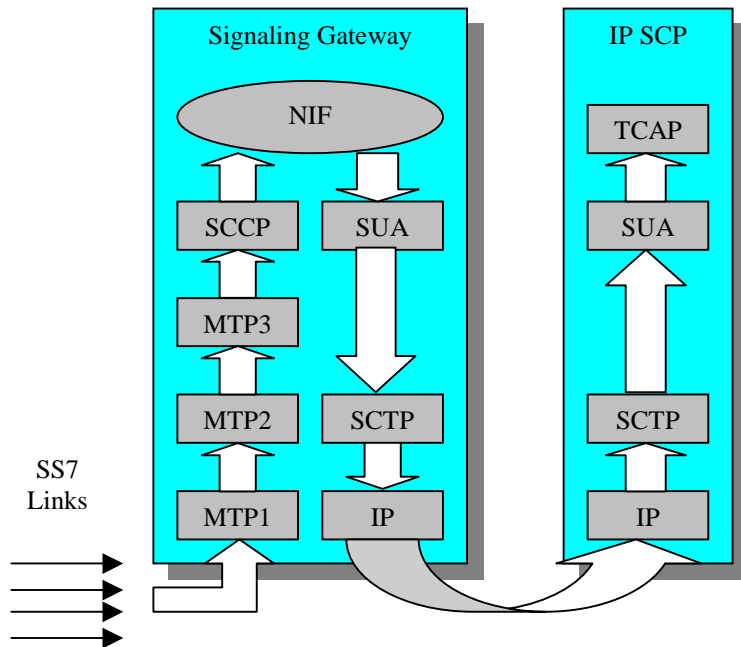 Signaling Gateway
IP SCP
NIF
TCAP
SCCP
SUA
SUA
MTP3
MTP2
SCTP
SCTP
SS7
Links
MTP1
IP
IP